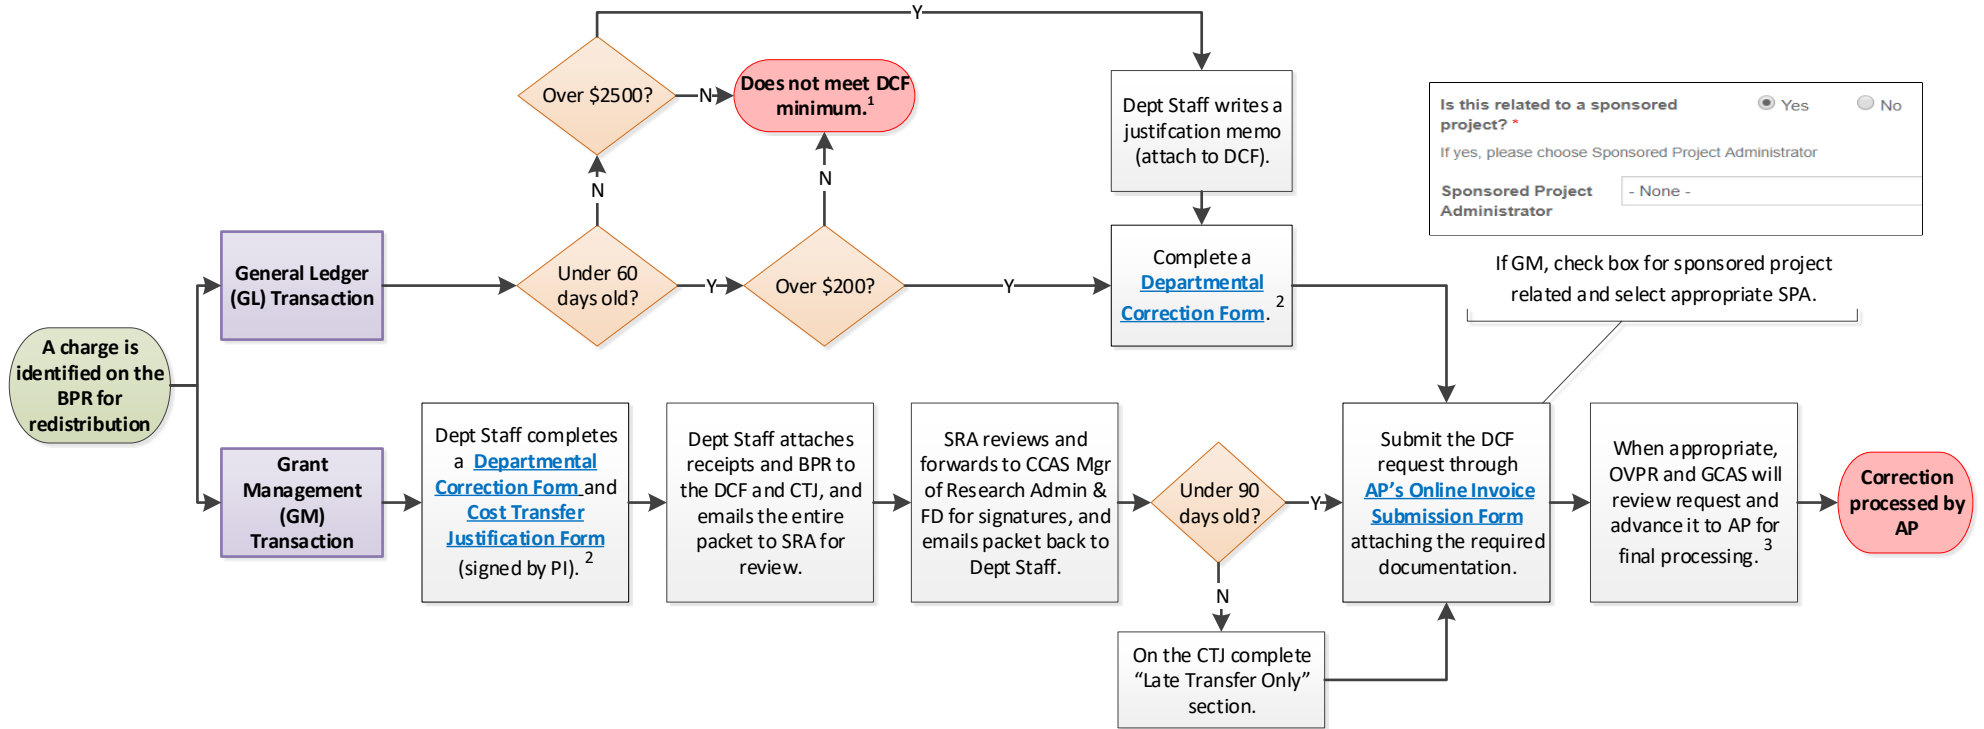 Y
Over $2500?
N
Does not meet DCF
minimum.1
Dept Staff writes a
justifcation memo
(attach to DCF).
Is this related to a sponsored
project? *
Yes
No
If yes, please choose Sponsored Project Administrator
Sponsored Project
Administrator
- None -
N
N
General Ledger
(GL) Transaction
Under 60
days old?
Y
Over $200?
Y
Complete a
Departmental
Correction Form. 2
If GM, check box for sponsored project
related and select appropriate SPA.
A charge is
identified on the
BPR for
redistribution
Grant
Management
(GM)
Transaction
Dept Staff completes
a Departmental
Correction Form and
Cost Transfer
Justification Form
(signed by PI). 2
Dept Staff attaches
receipts and BPR to
the DCF and CTJ, and
emails the entire
packet to SRA for
review.
SRA reviews and
forwards to CCAS Mgr
of Research Admin &
FD for signatures, and
emails packet back to
Dept Staff.
Under 90
days old?
Y
N
On the CTJ complete
“Late Transfer Only”
section.
Submit the DCF
request through
AP’s Online Invoice
Submission Form
attaching the required
documentation.
When appropriate,
OVPR and GCAS will
review request and
advance it to AP for
final processing. 3
Correction
processed by
AP